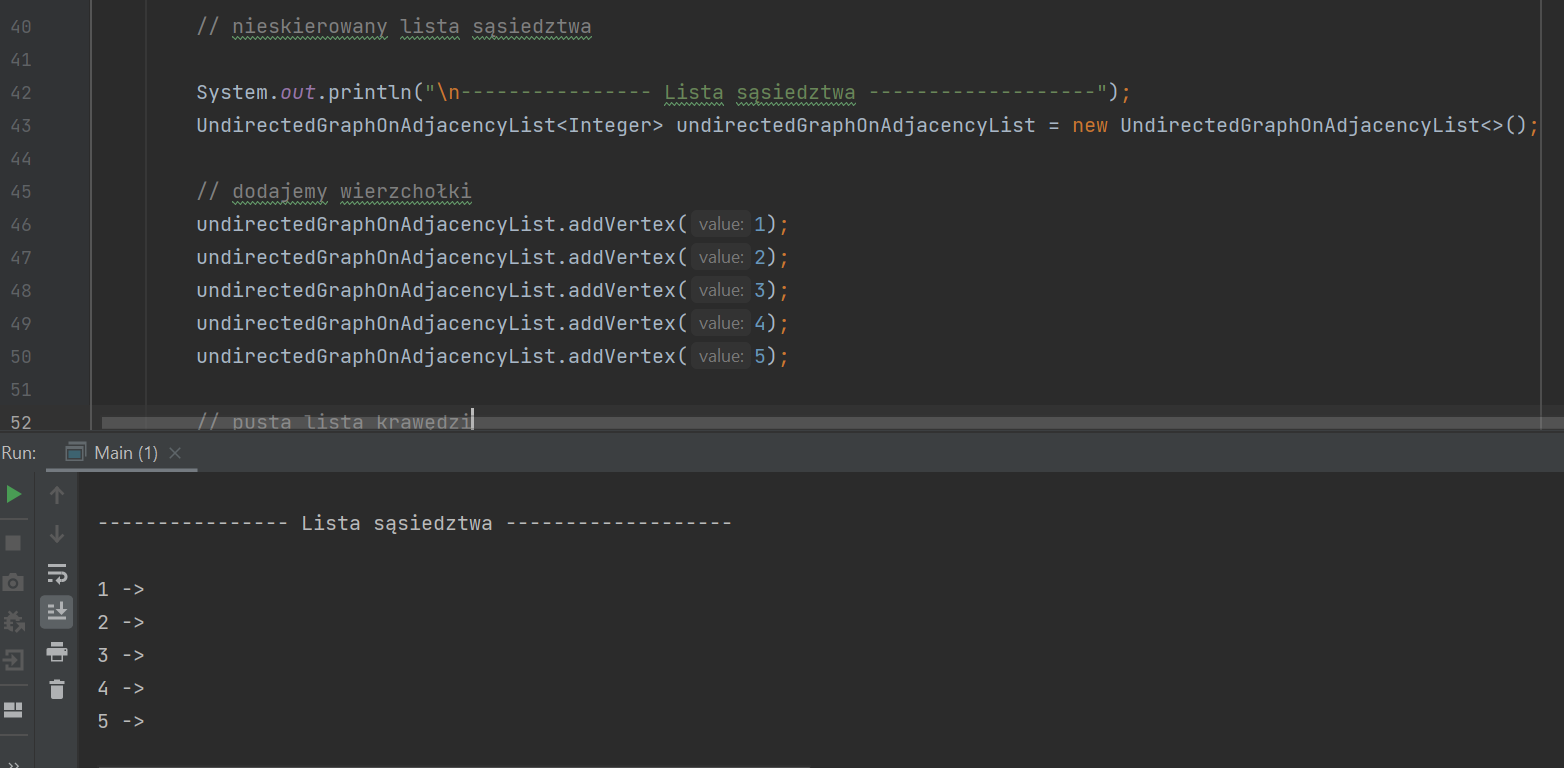 40 // nieskierowany lista sąsiedztwa
41
42 System.out.println("\n---------------- Lista sąsiedztwa -------------------");
43 UndirectedGraphOnAdjacencyList<Integer> undirectedGraphOnAdjacencyList = new UndirectedGraphOnAdjacencyList<>();
44
45 // dodajemy wierzchołki
46 undirectedGraphOnAdjacencyList.addVertex( value: 1);
47 undirectedGraphOnAdjacencyList.addVertex( value: 2);
48 undirectedGraphOnAdjacencyList.addVertex( value: 3);
49 undirectedGraphOnAdjacencyList.addVertex( value: 4);
50 undirectedGraphOnAdjacencyList.addVertex( value: 5);
51
52 // pusta lista krawędzi
Run: Main (1)
---------------- Lista sąsiedztwa -------------------
1 ->
2 ->
3 ->
4 ->
5 ->